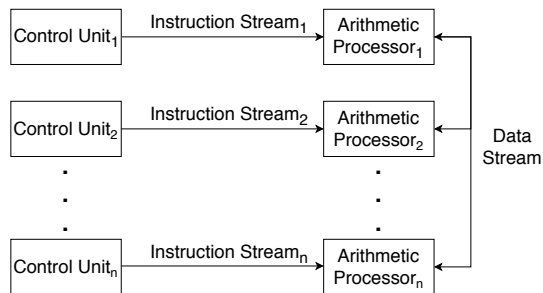 Control Unit₁
Instruction Stream₁
Arithmetic
Processor₁
Control Unit₂
Instruction Stream₂
Arithmetic
Processor₂
Data
Stream
Control Unitₙ
Instruction Streamₙ
Arithmetic
Processorₙ